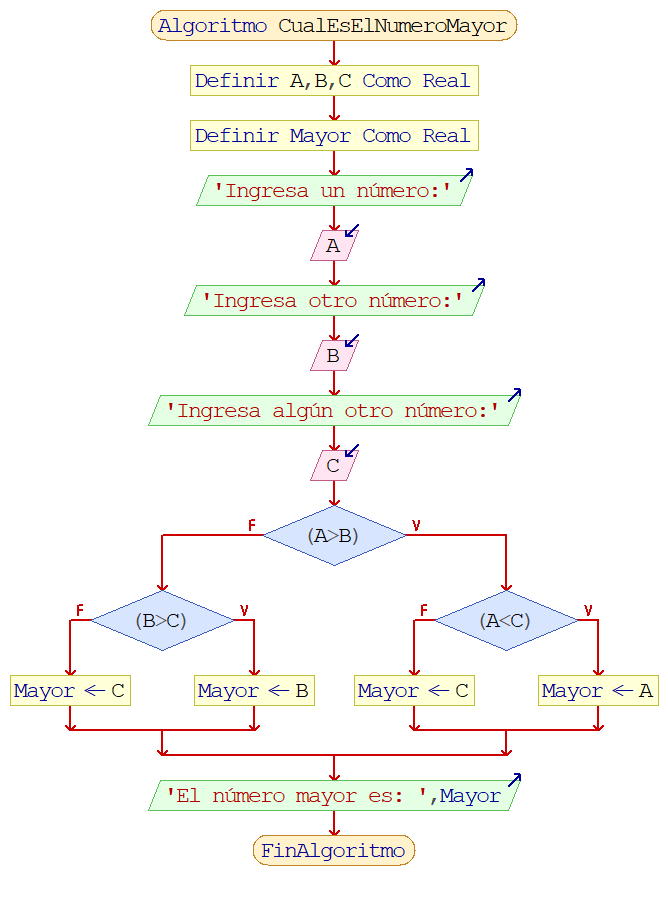 Algoritmo CualEsElNumeroMayor
Definir A,B,C Como Real
Definir Mayor Como Real
'Ingresa un número:'
A
'Ingresa otro número:'
B
'Ingresa algún otro número:'
C
F (A>B) V
F (B>C) V
F (A<C) V
Mayor ← C
Mayor ← B
Mayor ← C
Mayor ← A
'El número mayor es: ',Mayor
FinAlgoritmo